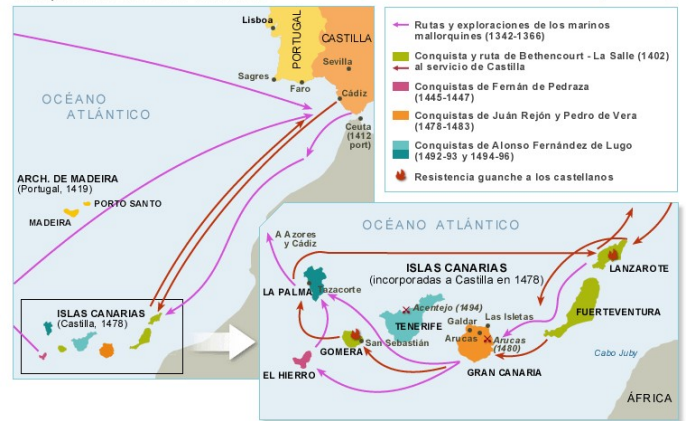 Lisboa
PORTUGAL
CASTILLA
Sevilla
Sagres
Faro
Cádiz
OCÉANO
ATLÁNTICO
Ceuta
(1412
port)
ARCH. DE MADEIRA
(Portugal, 1419)
PORTO SANTO
MADEIRA
ISLAS CANARIAS
(Castilla, 1478)
Rutas y exploraciones de los marinos
mallorquines (1342-1366)
Conquista y ruta de Bethencourt - La Salle (1402)
al servicio de Castilla
Conquistas de Fernán de Pedraza
(1445-1447)
Conquistas de Juán Rejón y Pedro de Vera
(1478-1483)
Conquistas de Alonso Fernández de Lugo
(1492-93 y 1494-96)
Resistencia guanche a los castellanos
OCÉANO ATLÁNTICO
A Azores
y Cádiz
ISLAS CANARIAS
(incorporadas a Castilla en 1478)
LANZAROTE
LA PALMA
Tazacorte
Acentejo (1494)
FUERTEVENTURA
TENERIFE
Las Isletas
Galdar
Arucas
Arucas
(1480)
GOMERA
San Sebastián
EL HIERRO
GRAN CANARIA
Cabo Juby
ÁFRICA